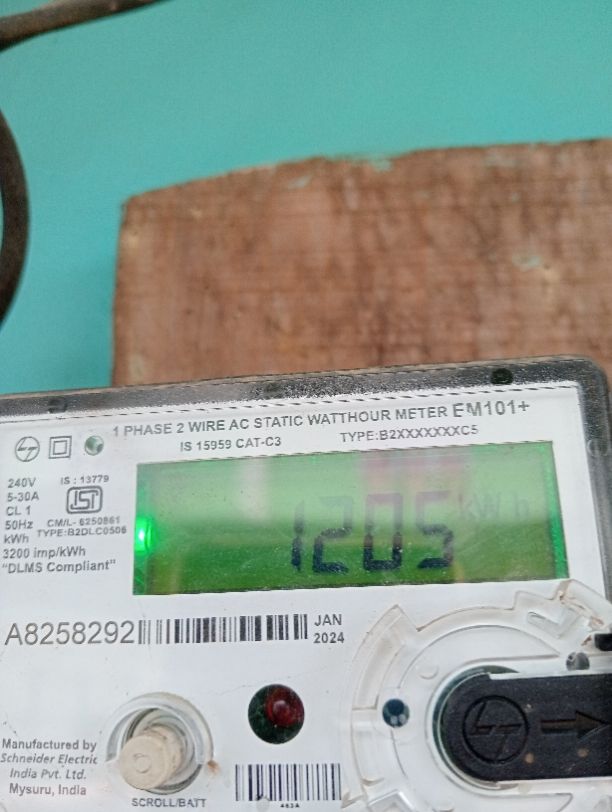 1 PHASE 2 WIRE AC STATIC WATTHOUR METER EM101+
IS 15959 CAT-C3 TYPE:B2XXXXXXXC5
240V
5-30A
CL 1
50Hz
kWh
3200 imp/kWh
"DLMS Compliant"
IS : 13779
ISI
CM/L- 6250861
TYPE:B2DLC0506
1205 kWh
A8258292
JAN
2024
Manufactured by
Schneider Electric
India Pvt. Ltd.
Mysuru, India
SCROLL/BATT
LT